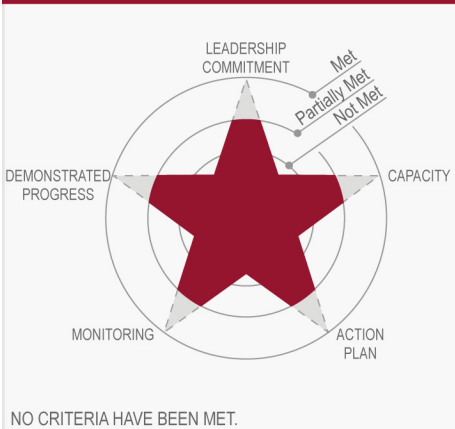 LEADERSHIP
COMMITMENT
Met
Partially Met
Not Met
DEMONSTRATED
PROGRESS
CAPACITY
MONITORING
ACTION
PLAN
NO CRITERIA HAVE BEEN MET.